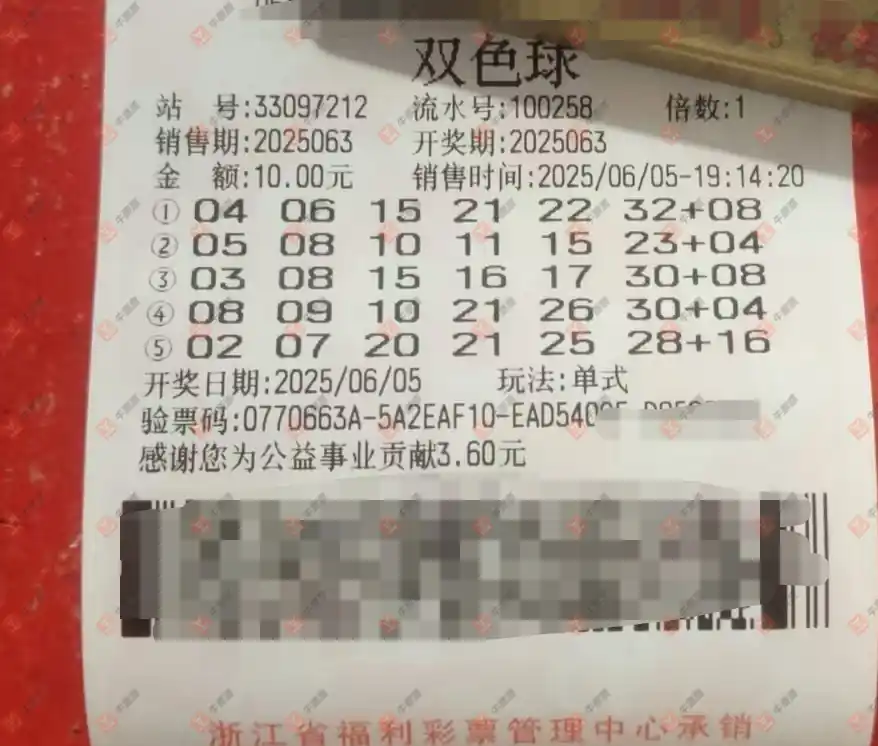 双色球
站 号:33097212 流水号:100258 倍数:1
销售期:2025063 开奖期:2025063
金 额:10.00元 销售时间:2025/06/05-19:14:20
① 04 06 15 21 22 32+08
② 05 08 10 11 15 23+04
③ 03 08 15 16 17 30+08
④ 08 09 10 21 26 30+04
⑤ 02 07 20 21 25 28+16
开奖日期:2025/06/05 玩法:单式
验票码:0770663A-5A2EAF10-EAD540
感谢您为公益事业贡献3.60元
浙江省福利彩票管理中心承销